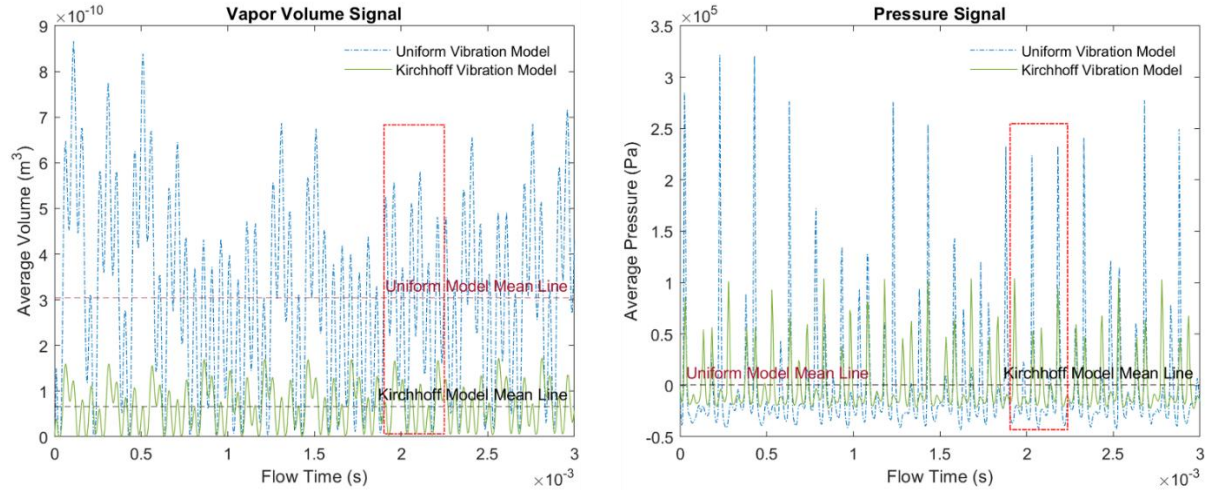 Vapor Volume Signal
×10⁻¹⁰
9
8
7
6
5
4
3
2
1
0
Average Volume (m³)
Uniform Vibration Model
Kirchhoff Vibration Model
Uniform Model Mean Line
Kirchhoff Model Mean Line
0 0.5 1 1.5 2 2.5 3
Flow Time (s)
×10⁻³
Pressure Signal
×10⁵
3.5
3
2.5
2
1.5
1
0.5
0
-0.5
Average Pressure (Pa)
Uniform Vibration Model
Kirchhoff Vibration Model
Uniform Model Mean Line
Kirchhoff Model Mean Line
0 0.5 1 1.5 2 2.5 3
Flow Time (s)
×10⁻³